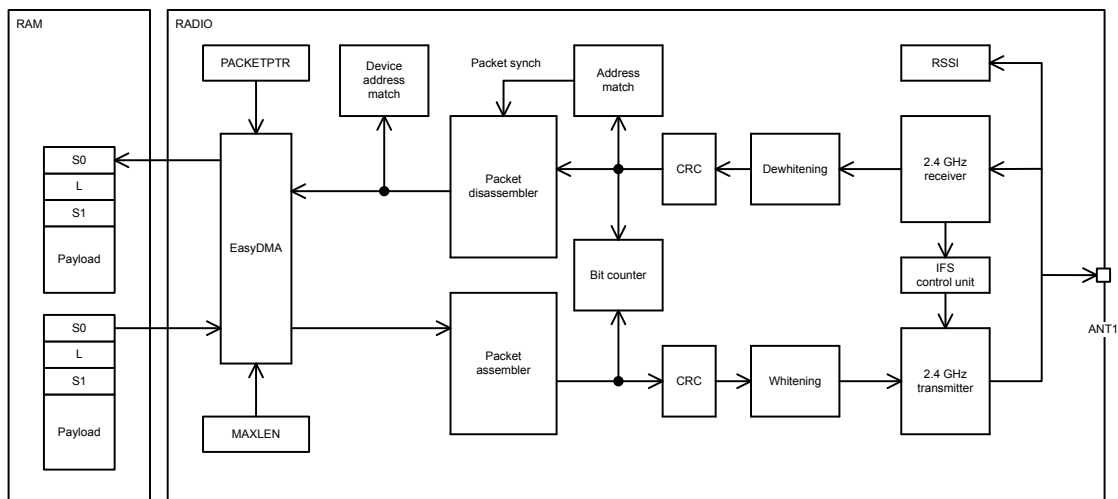 RAM
RADIO
PACKETPTR
Device
address
match
Packet synch
Address
match
RSSI
S0
L
S1
Payload
EasyDMA
Packet
disassembler
CRC
Dewhitening
2.4 GHz
receiver
Bit counter
IFS
control unit
ANT1
S0
L
S1
Payload
Packet
assembler
CRC
Whitening
2.4 GHz
transmitter
MAXLEN